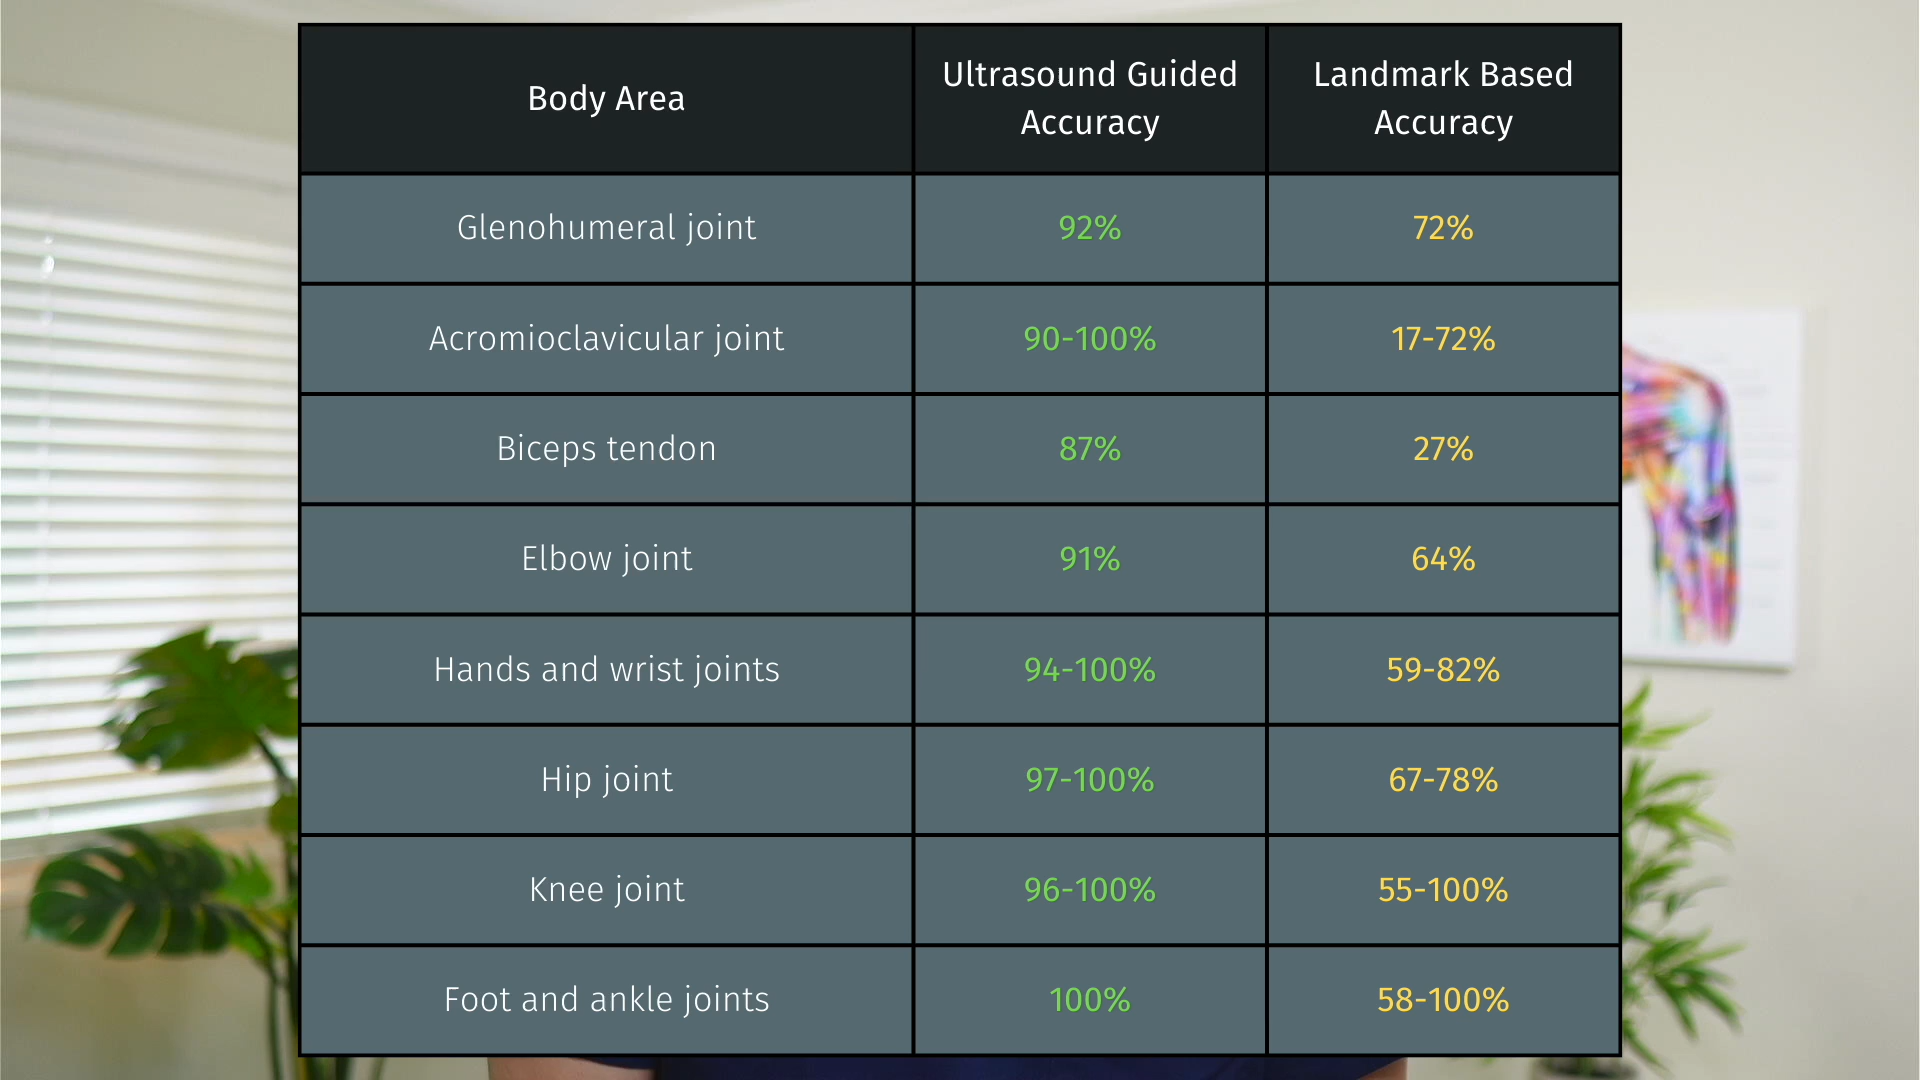 Body Area
Ultrasound Guided
Accuracy
Landmark Based
Accuracy
Glenohumeral joint 92% 72%
Acromioclavicular joint 90-100% 17-72%
Biceps tendon 87% 27%
Elbow joint 91% 64%
Hands and wrist joints 94-100% 59-82%
Hip joint 97-100% 67-78%
Knee joint 96-100% 55-100%
Foot and ankle joints 100% 58-100%